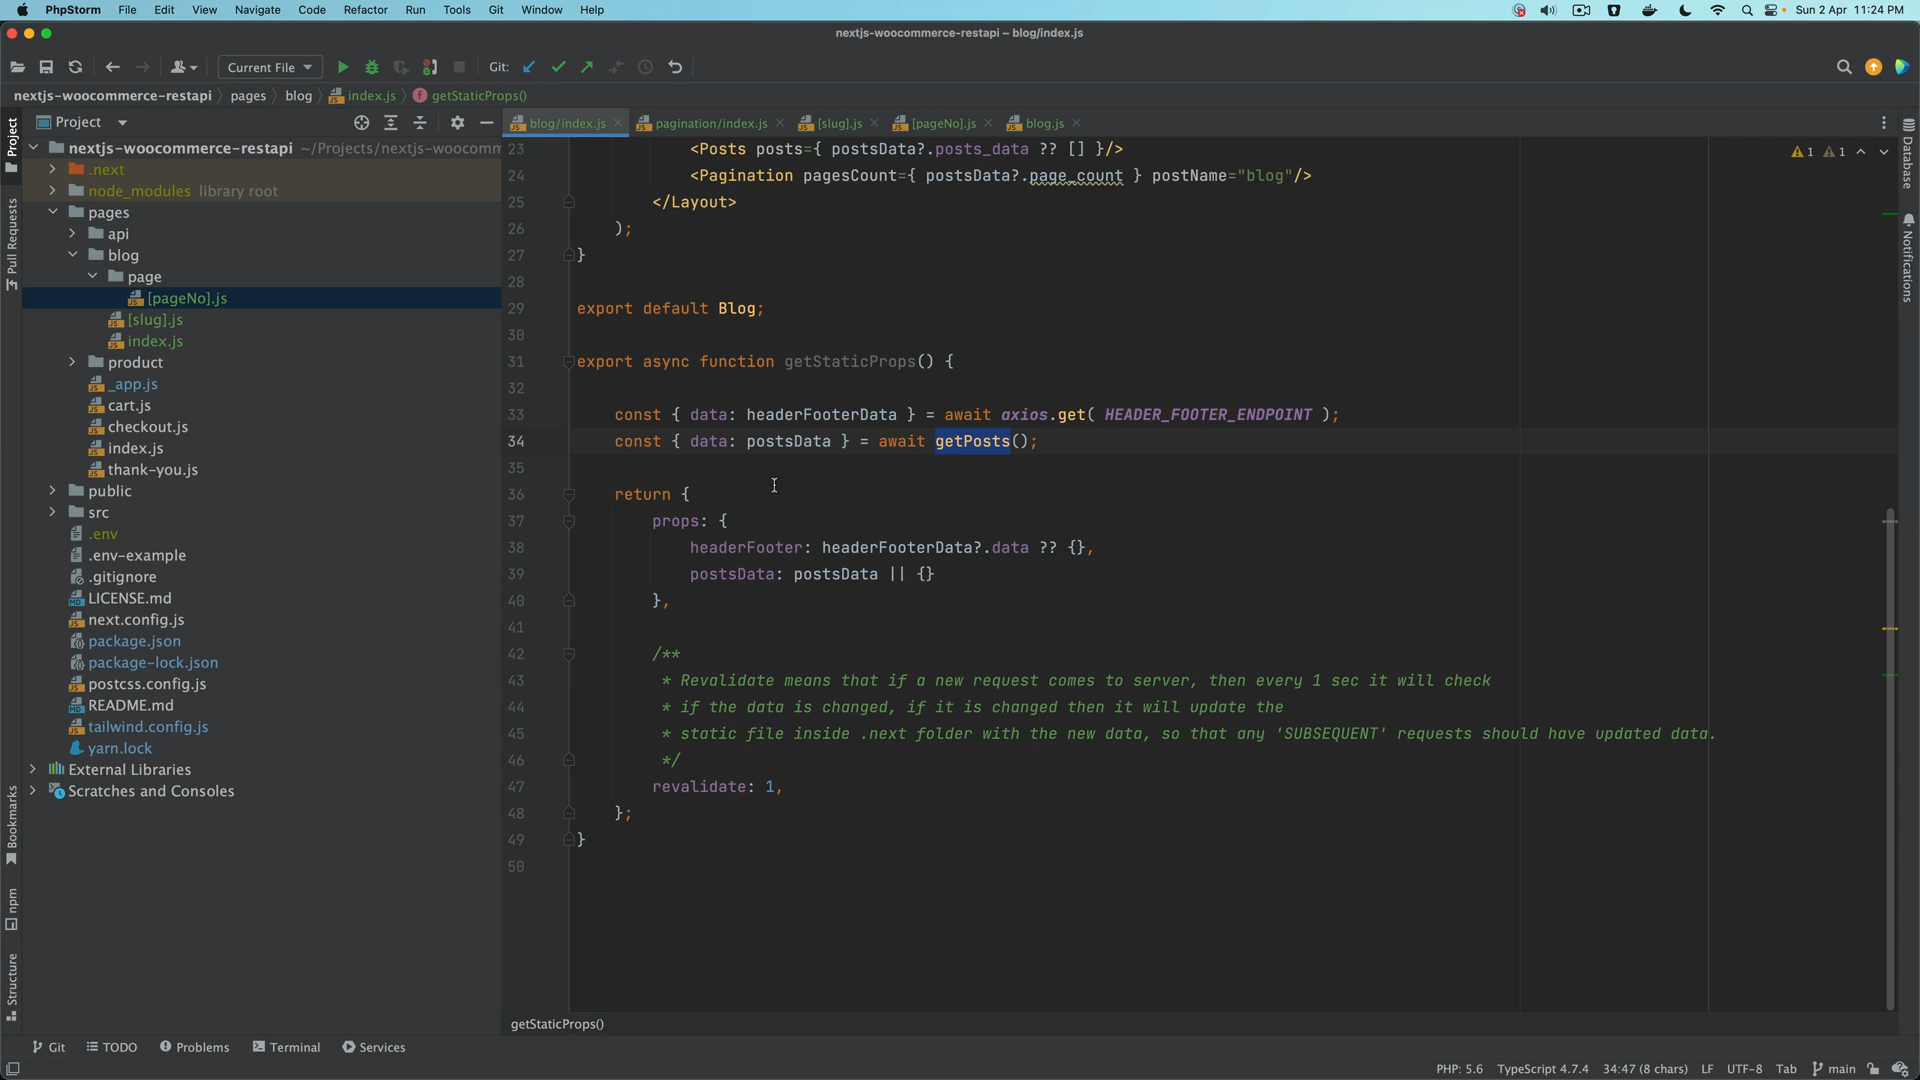 PhpStorm File Edit View Navigate Code Refactor Run Tools Git Window Help Sun 2 Apr 11:24 PM
nextjs-woocommerce-restapi – blog/index.js
Current File Git:
nextjs-woocommerce-restapi pages blog index.js getStaticProps()
Project
blog/index.js pagination/index.js [slug].js [pageNo].js blog.js
nextjs-woocommerce-restapi ~/Projects/nextjs-woocomm
.next
node_modules library root
pages
api
blog
page
[pageNo].js
[slug].js
index.js
product
_app.js
cart.js
checkout.js
index.js
thank-you.js
public
src
.env
.env-example
.gitignore
LICENSE.md
next.config.js
package.json
package-lock.json
postcss.config.js
README.md
tailwind.config.js
yarn.lock
External Libraries
Scratches and Consoles
Project
Pull Requests
Bookmarks
npm
Structure
23 <Posts posts={ postsData?.posts_data ?? [] }/>
24 <Pagination pagesCount={ postsData?.page_count } postName="blog"/>
25 </Layout>
26 );
27 }
28
29 export default Blog;
30
31 export async function getStaticProps() {
32
33 const { data: headerFooterData } = await axios.get( HEADER_FOOTER_ENDPOINT );
34 const { data: postsData } = await getPosts();
35
36 return {
37 props: {
38 headerFooter: headerFooterData?.data ?? {},
39 postsData: postsData || {}
40 },
41
42 /**
43 * Revalidate means that if a new request comes to server, then every 1 sec it will check
44 * if the data is changed, if it is changed then it will update the
45 * static file inside .next folder with the new data, so that any 'SUBSEQUENT' requests should have updated data.
46 */
47 revalidate: 1,
48 };
49 }
50
1 1
Database
Notifications
getStaticProps()
Git TODO Problems Terminal Services
PHP: 5.6 TypeScript 4.7.4 34:47 (8 chars) LF UTF-8 Tab main